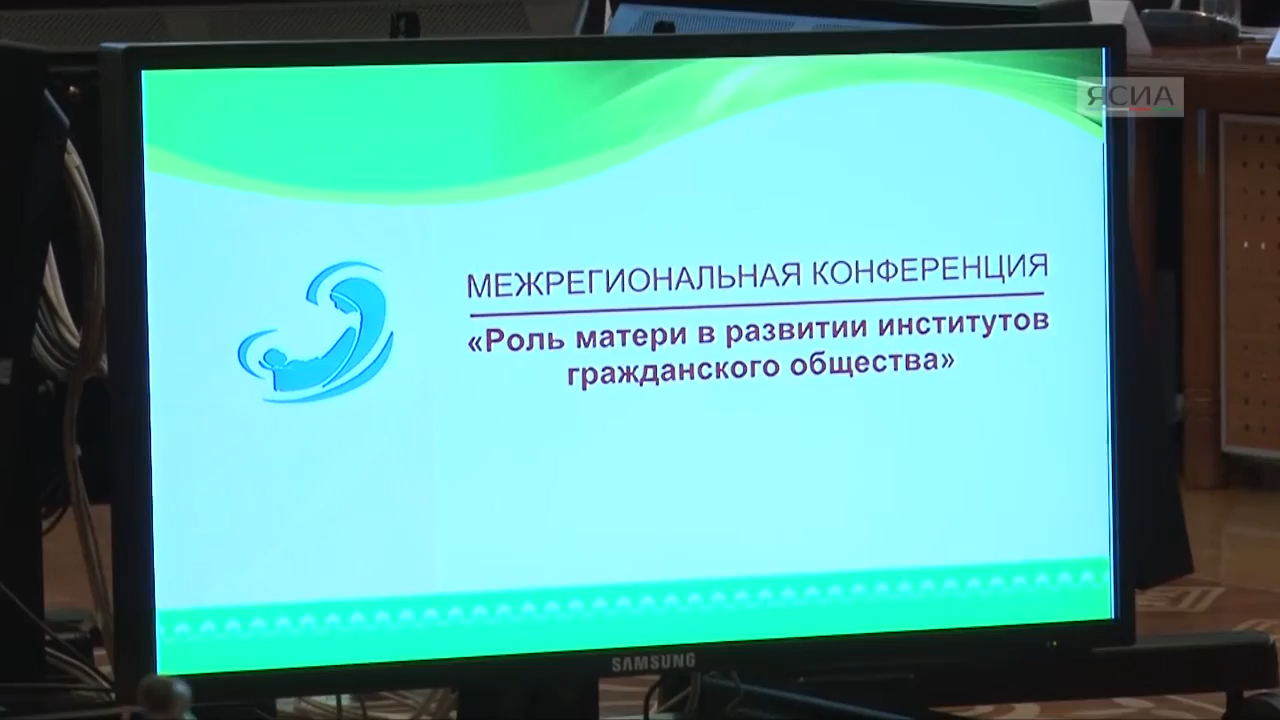 ЯСИА
МЕЖРЕГИОНАЛЬНАЯ КОНФЕРЕНЦИЯ
«Роль матери в развитии институтов
гражданского общества»
SAMSUNG